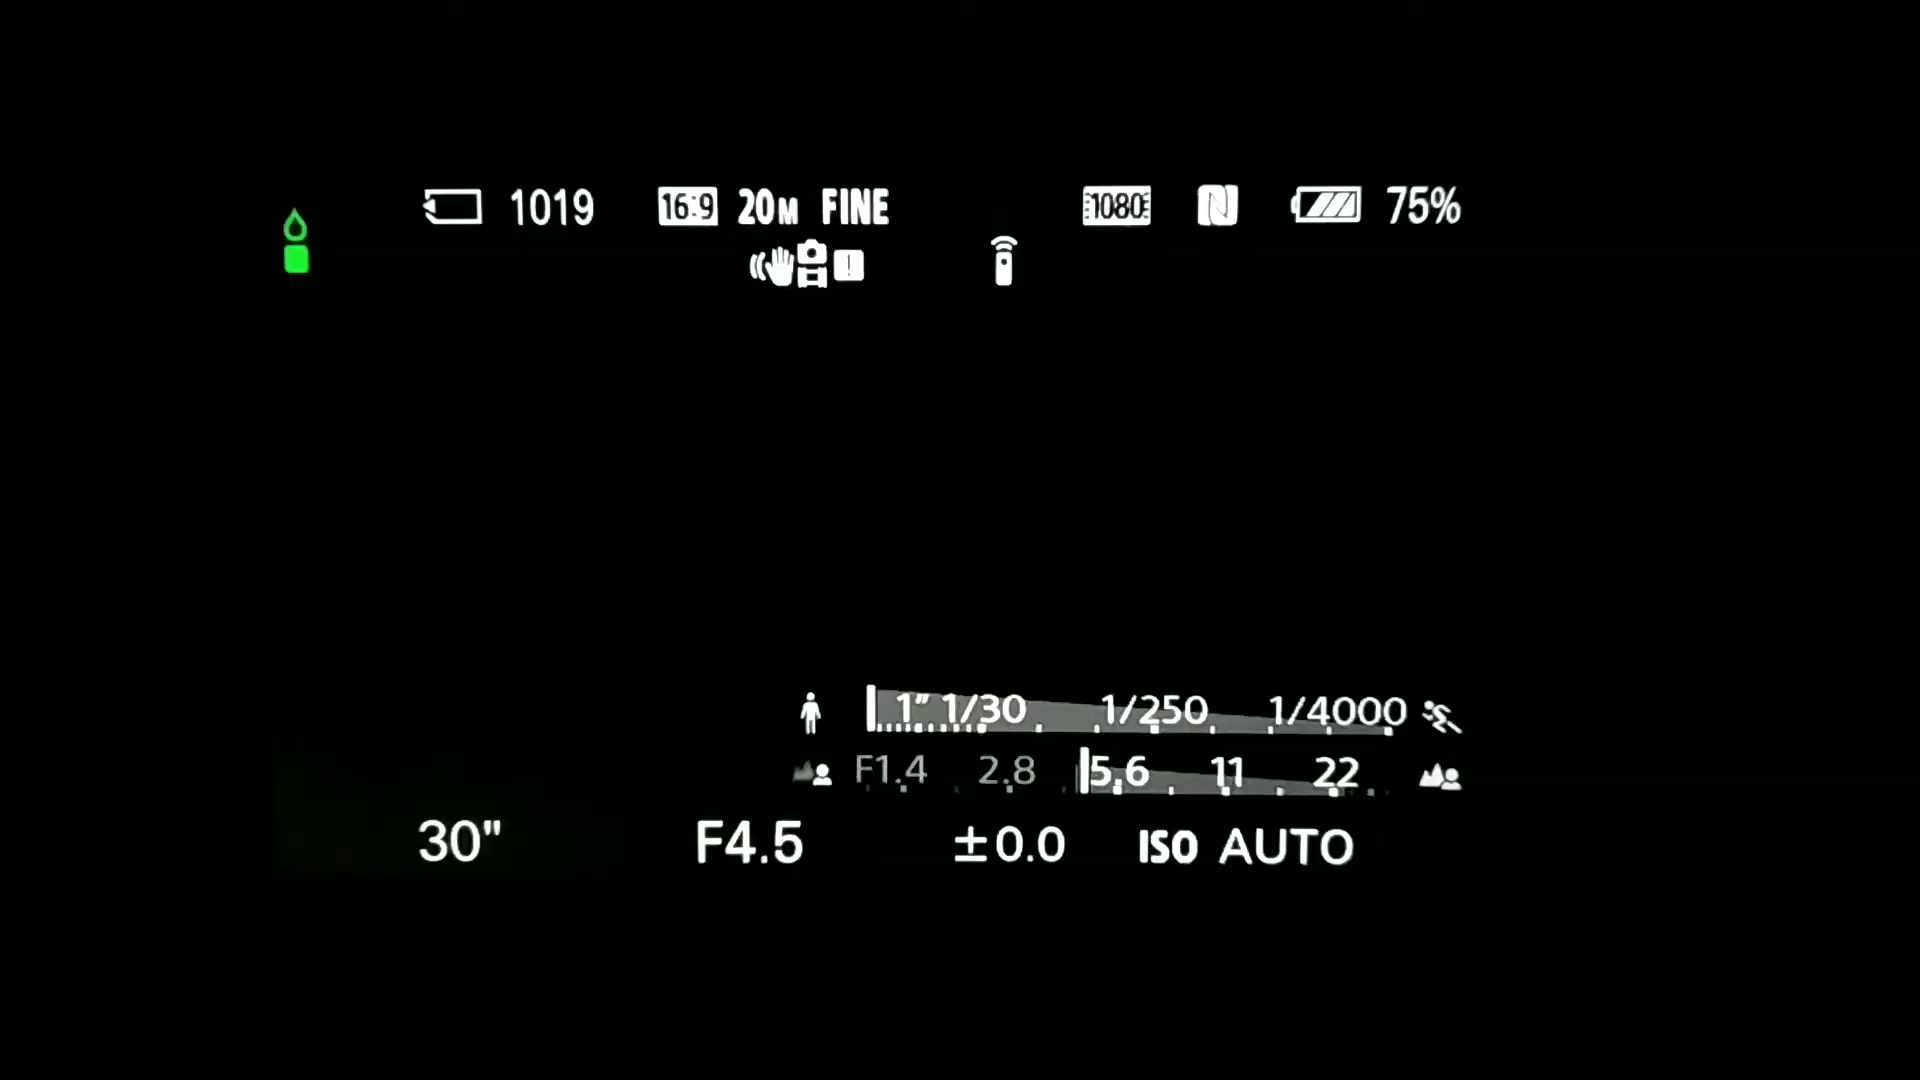 1019 16:9 20M FINE 1080 N 75%
1" 1/30 1/250 1/4000
F1.4 2.8 5.6 11 22
30" F4.5 ±0.0 ISO AUTO